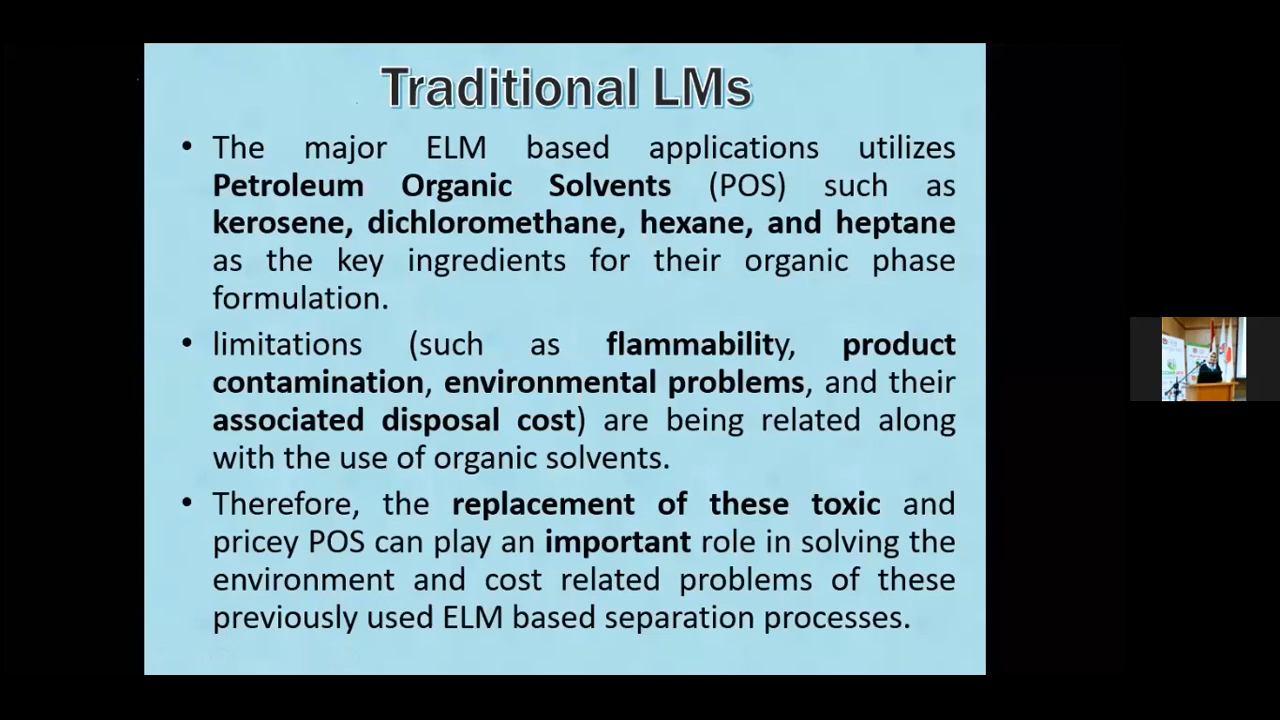 Traditional LMs
• The major ELM based applications utilizes
Petroleum Organic Solvents (POS) such as
kerosene, dichloromethane, hexane, and heptane
as the key ingredients for their organic phase
formulation.
• limitations (such as flammability, product
contamination, environmental problems, and their
associated disposal cost) are being related along
with the use of organic solvents.
• Therefore, the replacement of these toxic and
pricey POS can play an important role in solving the
environment and cost related problems of these
previously used ELM based separation processes.